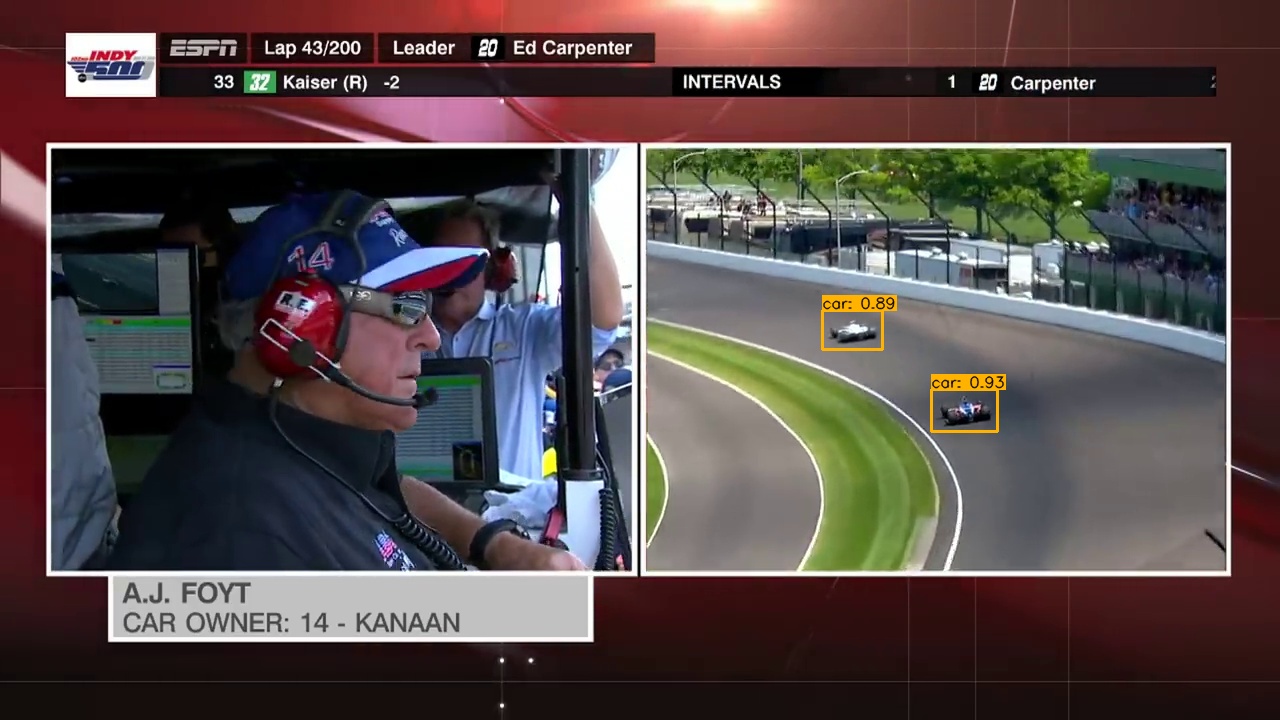 INDY
500
ESPN
Lap 43/200
Leader 20 Ed Carpenter
33 32 Kaiser (R) -2
INTERVALS
1 20 Carpenter
14
R.E.
car: 0.89
car: 0.93
A.J. FOYT
CAR OWNER: 14 - KANAAN